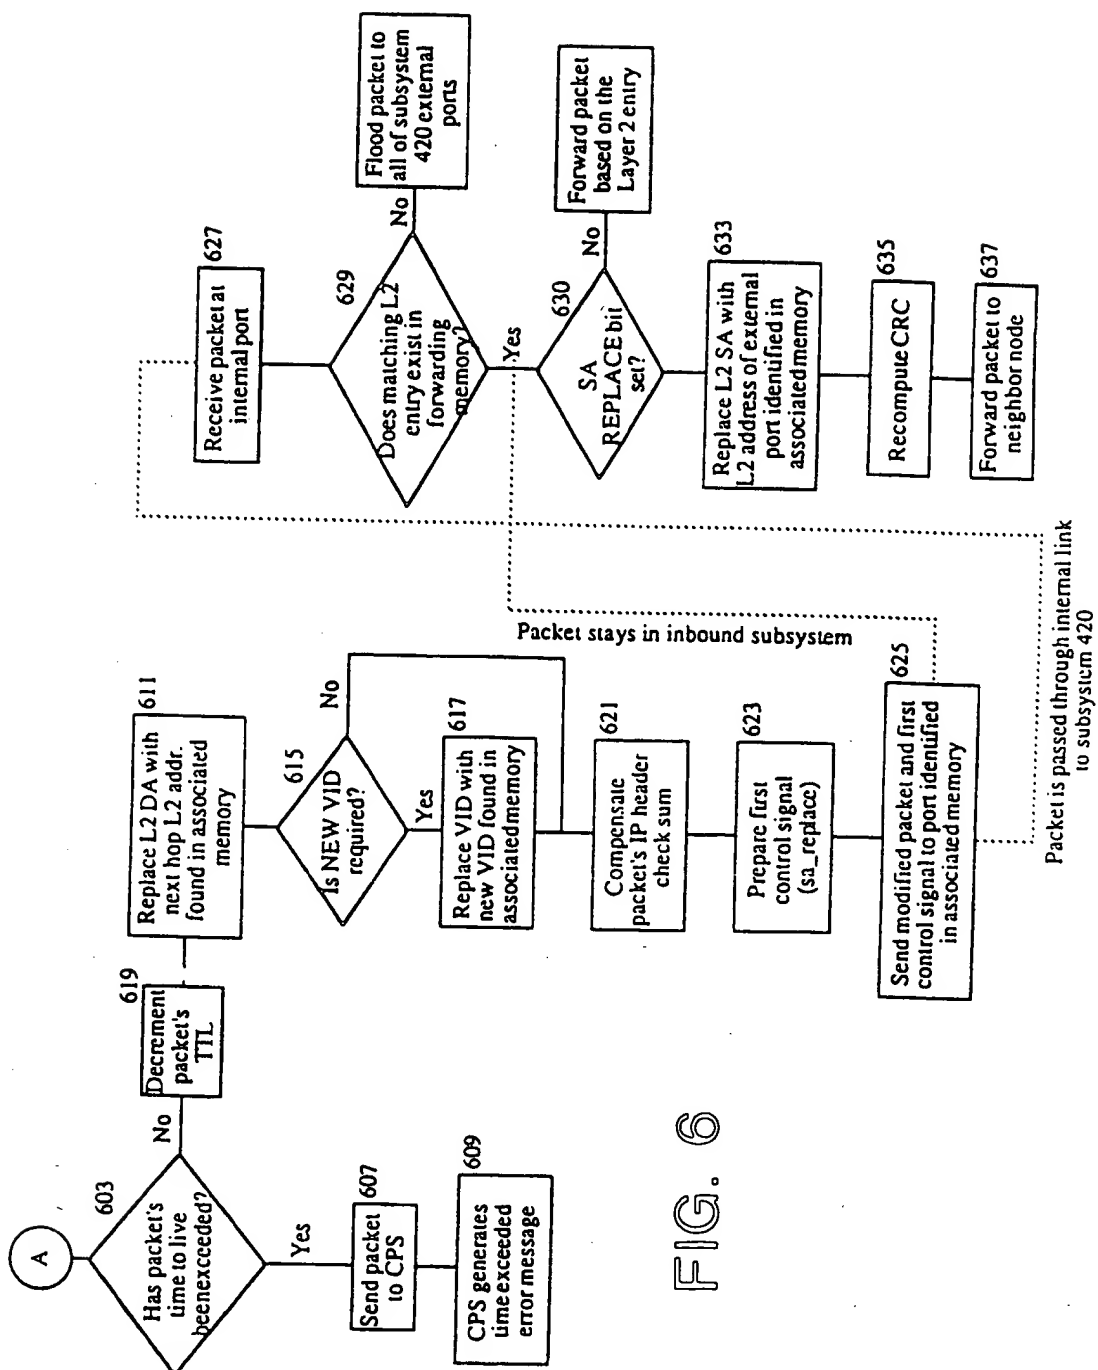 A
603
Has packet's
time to live
beenexceeded?
No
Yes
607
Send packet
to CPS
609
CPS generates
time exceeded
error message
619
Decrement
packet's
TTL
611
Replace L2 DA with
next hop L2 addr.
found in associated
memory
615
Is NEW VID
required?
No
Yes
617
Replace VID with
new VID found in
associated memory
621
Compensate
packet's IP header
check sum
623
Prepare first
control signal
(sa_replace)
625
Send modified packet and first
control signal to port identified
in associated memory
Packet stays in inbound subsystem
Packet is passed through internal link
to subsystem 420
627
Receive packet at
internal port
629
Does matching L2
entry exist in
forwarding
memory?
No
Flood packet to
all of subsystem
420 external
ports
Yes
630
SA
REPLACE bit
set?
No
Forward packet
based on the
Layer 2 entry
633
Replace L2 SA with
L2 address of external
port identified in
associated memory
635
Recompute CRC
637
Forward packet to
neighbor node
FIG. 6